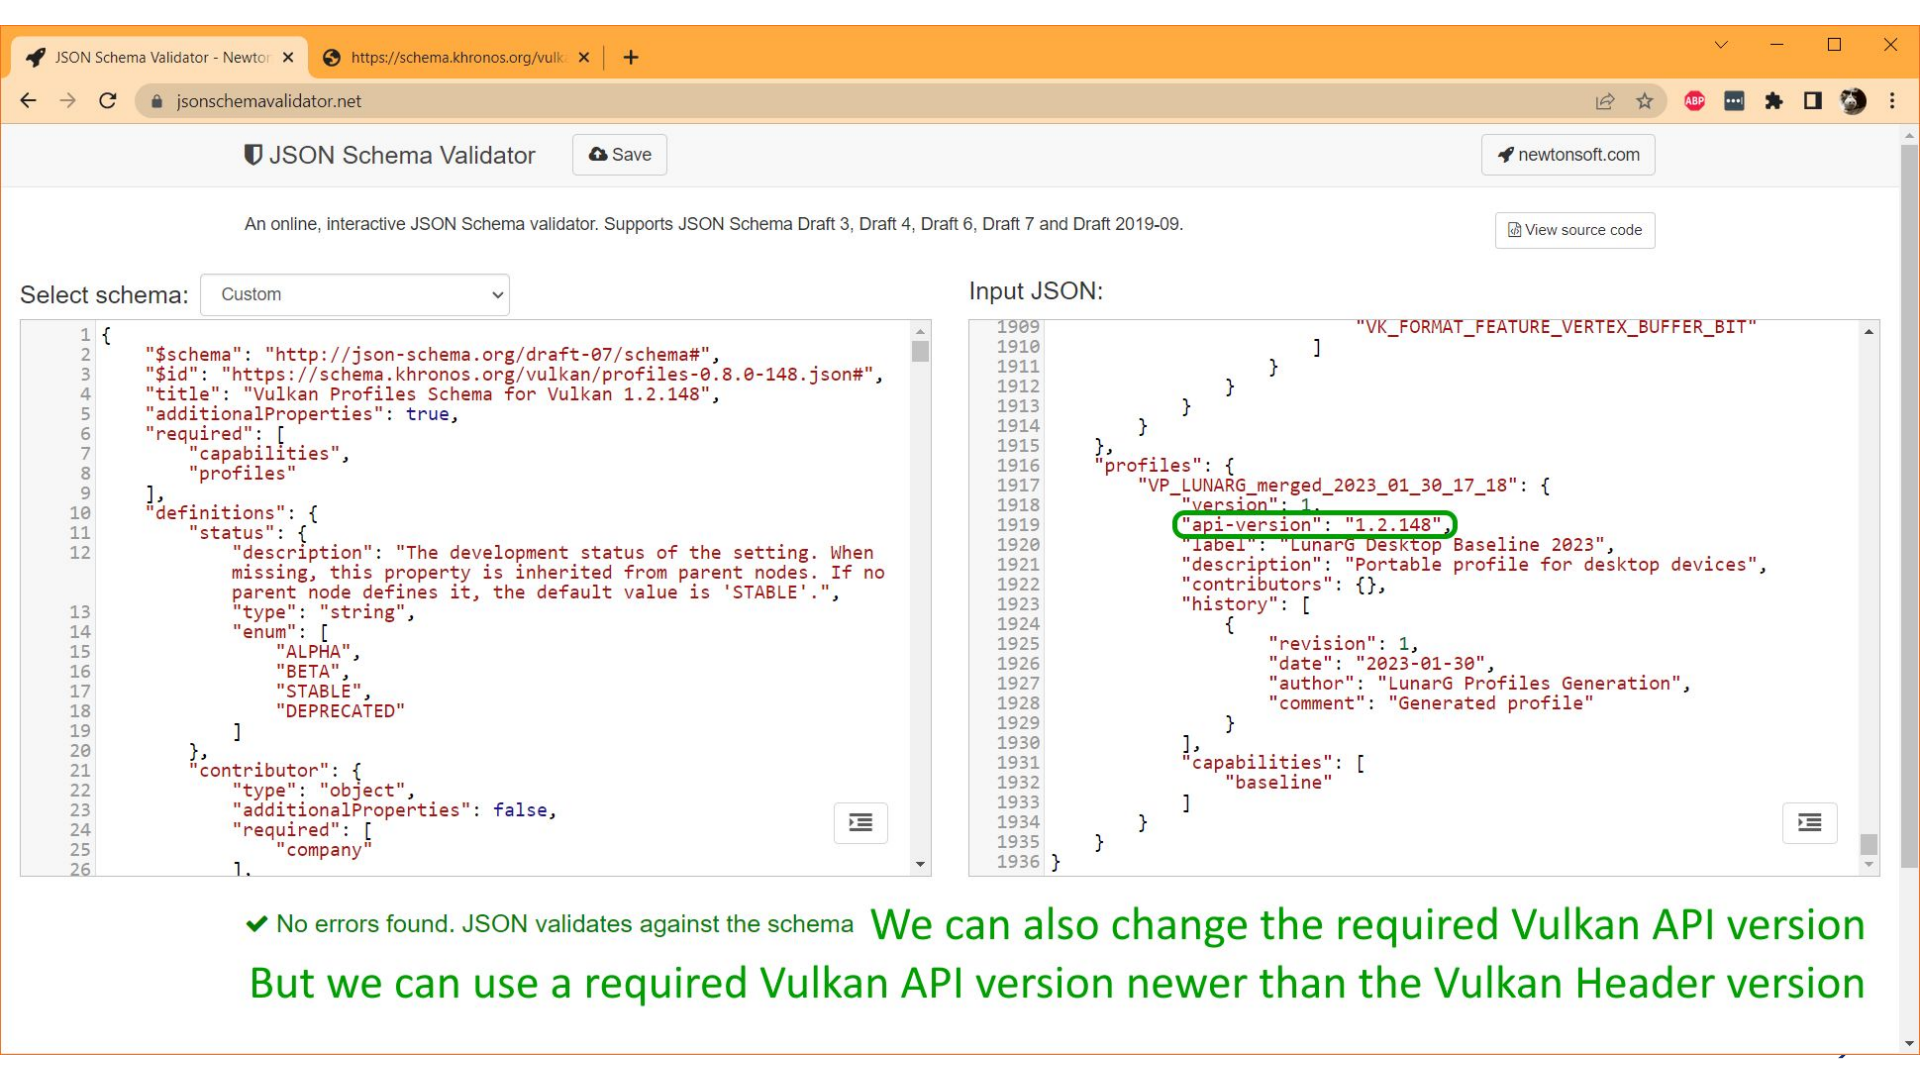 JSON Schema Validator - Newton
https://schema.khronos.org/vulk
jsonschemavalidator.net
ABP
JSON Schema Validator
Save
newtonsoft.com
An online, interactive JSON Schema validator. Supports JSON Schema Draft 3, Draft 4, Draft 6, Draft 7 and Draft 2019-09.
View source code
Select schema:
Custom
1 {
2 "$schema": "http://json-schema.org/draft-07/schema#",
3 "$id": "https://schema.khronos.org/vulkan/profiles-0.8.0-148.json#",
4 "title": "Vulkan Profiles Schema for Vulkan 1.2.148",
5 "additionalProperties": true,
6 "required": [
7 "capabilities",
8 "profiles"
9 ],
10 "definitions": {
11 "status": {
12 "description": "The development status of the setting. When
missing, this property is inherited from parent nodes. If no
parent node defines it, the default value is 'STABLE'.",
13 "type": "string",
14 "enum": [
15 "ALPHA",
16 "BETA",
17 "STABLE",
18 "DEPRECATED"
19 ]
20 },
21 "contributor": {
22 "type": "object",
23 "additionalProperties": false,
24 "required": [
25 "company"
26 ],
Input JSON:
1909 "VK_FORMAT_FEATURE_VERTEX_BUFFER_BIT"
1910 ]
1911 }
1912 }
1913 }
1914 }
1915 },
1916 "profiles": {
1917 "VP_LUNARG_merged_2023_01_30_17_18": {
1918 "version": 1,
1919 "api-version": "1.2.148",
1920 "label": "LunarG Desktop Baseline 2023",
1921 "description": "Portable profile for desktop devices",
1922 "contributors": {},
1923 "history": [
1924 {
1925 "revision": 1,
1926 "date": "2023-01-30",
1927 "author": "LunarG Profiles Generation",
1928 "comment": "Generated profile"
1929 }
1930 ],
1931 "capabilities": [
1932 "baseline"
1933 ]
1934 }
1935 }
1936 }
No errors found. JSON validates against the schema
We can also change the required Vulkan API version
But we can use a required Vulkan API version newer than the Vulkan Header version